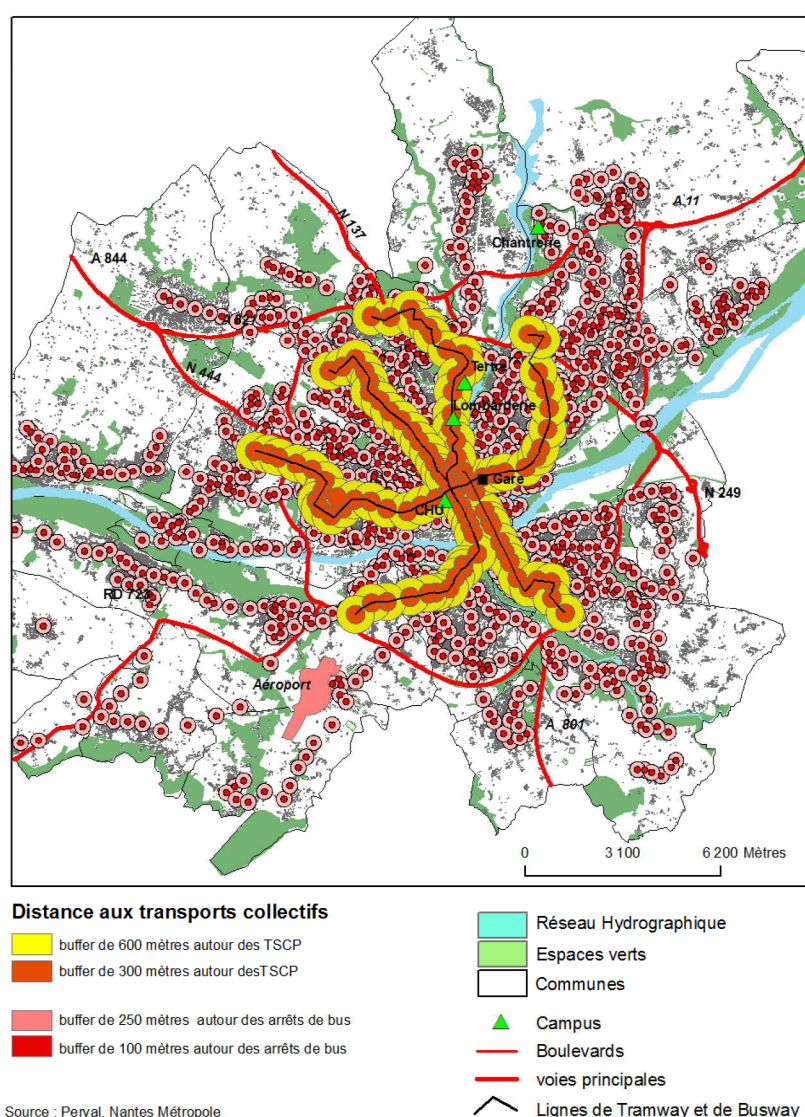 A 11
N 137
Chantrerie
A 844
N 444
Tertre
Lombarderie
Gare
N 249
CHU
RD 723
Aéroport
A 801
0 3 100 6 200 Mètres
Distance aux transports collectifs
buffer de 600 mètres autour des TSCP
buffer de 300 mètres autour desTSCP
buffer de 250 mètres autour des arrêts de bus
buffer de 100 mètres autour des arrêts de bus
Réseau Hydrographique
Espaces verts
Communes
Campus
Boulevards
voies principales
Lignes de Tramway et de Busway
Source : Perval, Nantes Métropole